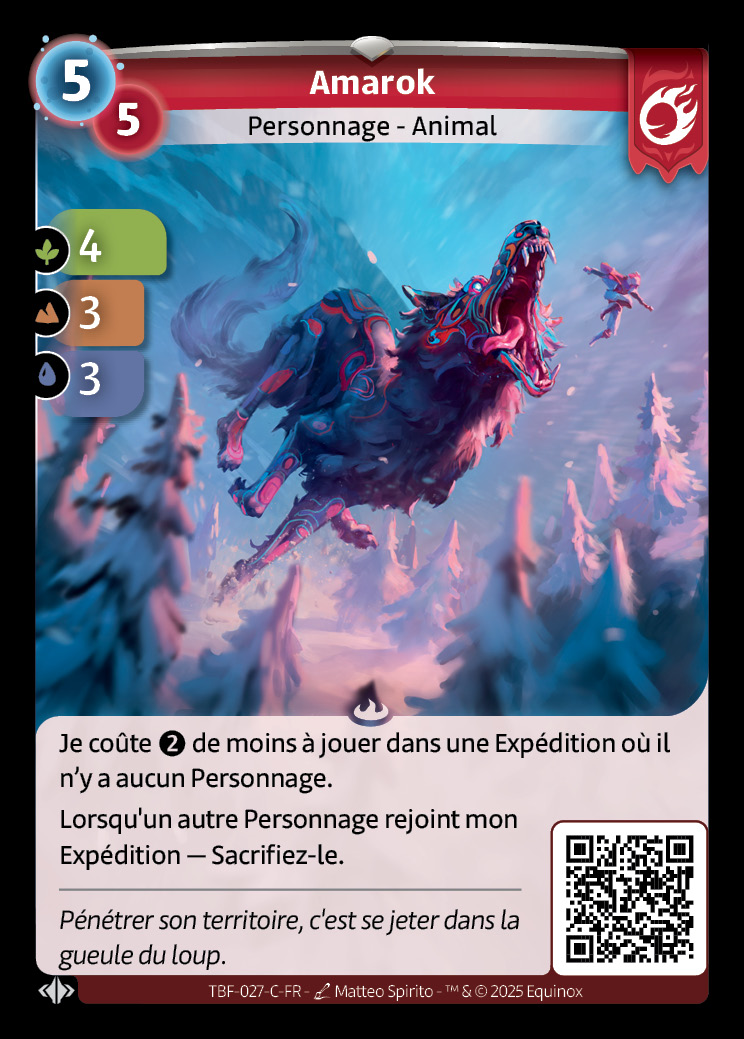 5
5
Amarok
Personnage - Animal
4
3
3
Je coûte 2 de moins à jouer dans une Expédition où il
n'y a aucun Personnage.
Lorsqu'un autre Personnage rejoint mon
Expédition — Sacrifiez-le.
Pénétrer son territoire, c'est se jeter dans la
gueule du loup.
TBF-027-C-FR - Matteo Spirito - ™ & © 2025 Equinox